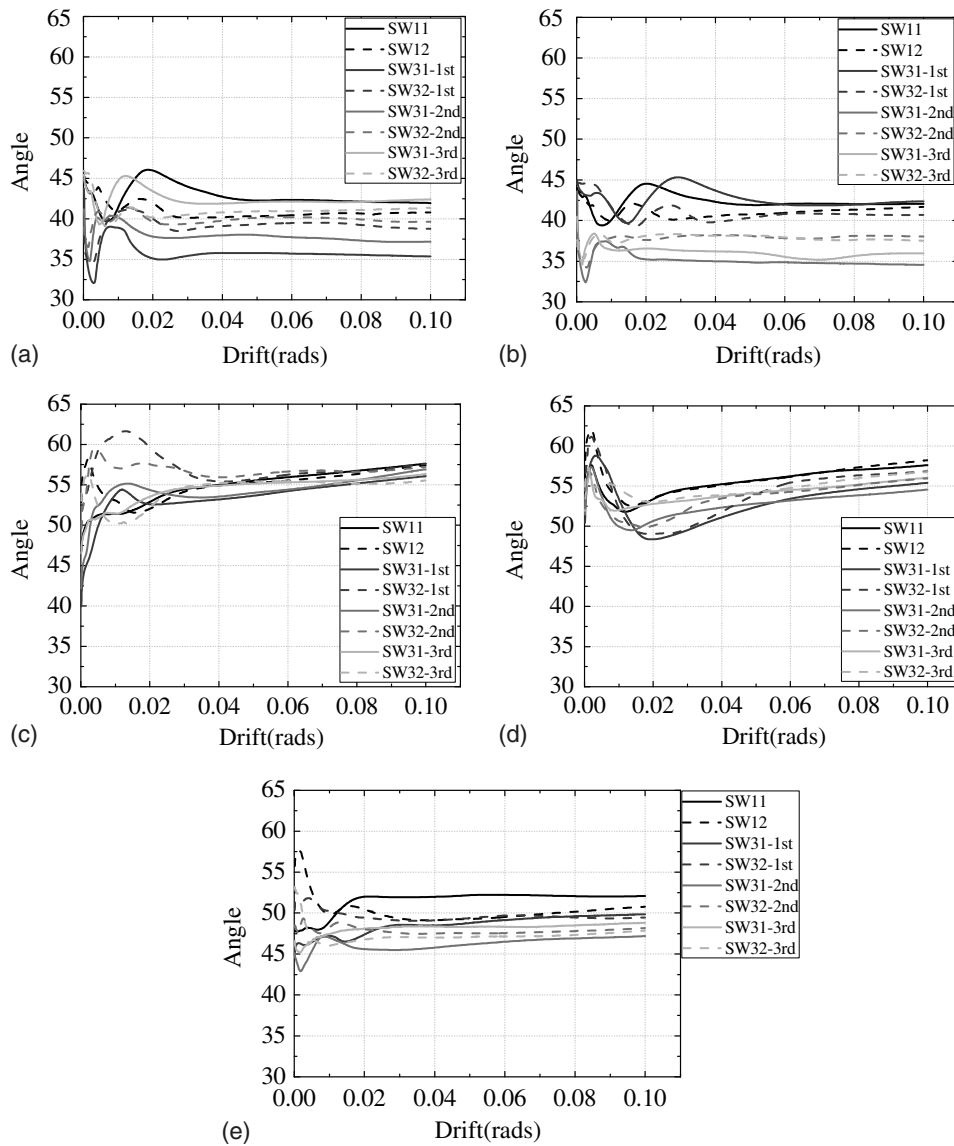 65
60
55
50
45
40
35
30
Angle
0.00 0.02 0.04 0.06 0.08 0.10
Drift(rads)
SW11
SW12
SW31-1st
SW32-1st
SW31-2nd
SW32-2nd
SW31-3rd
SW32-3rd
(a)
65
60
55
50
45
40
35
30
Angle
0.00 0.02 0.04 0.06 0.08 0.10
Drift(rads)
SW11
SW12
SW31-1st
SW32-1st
SW31-2nd
SW32-2nd
SW31-3rd
SW32-3rd
(b)
65
60
55
50
45
40
35
30
Angle
0.00 0.02 0.04 0.06 0.08 0.10
Drift(rads)
SW11
SW12
SW31-1st
SW32-1st
SW31-2nd
SW32-2nd
SW31-3rd
SW32-3rd
(c)
65
60
55
50
45
40
35
30
Angle
0.00 0.02 0.04 0.06 0.08 0.10
Drift(rads)
SW11
SW12
SW31-1st
SW32-1st
SW31-2nd
SW32-2nd
SW31-3rd
SW32-3rd
(d)
65
60
55
50
45
40
35
30
Angle
0.00 0.02 0.04 0.06 0.08 0.10
Drift(rads)
SW11
SW12
SW31-1st
SW32-1st
SW31-2nd
SW32-2nd
SW31-3rd
SW32-3rd
(e)